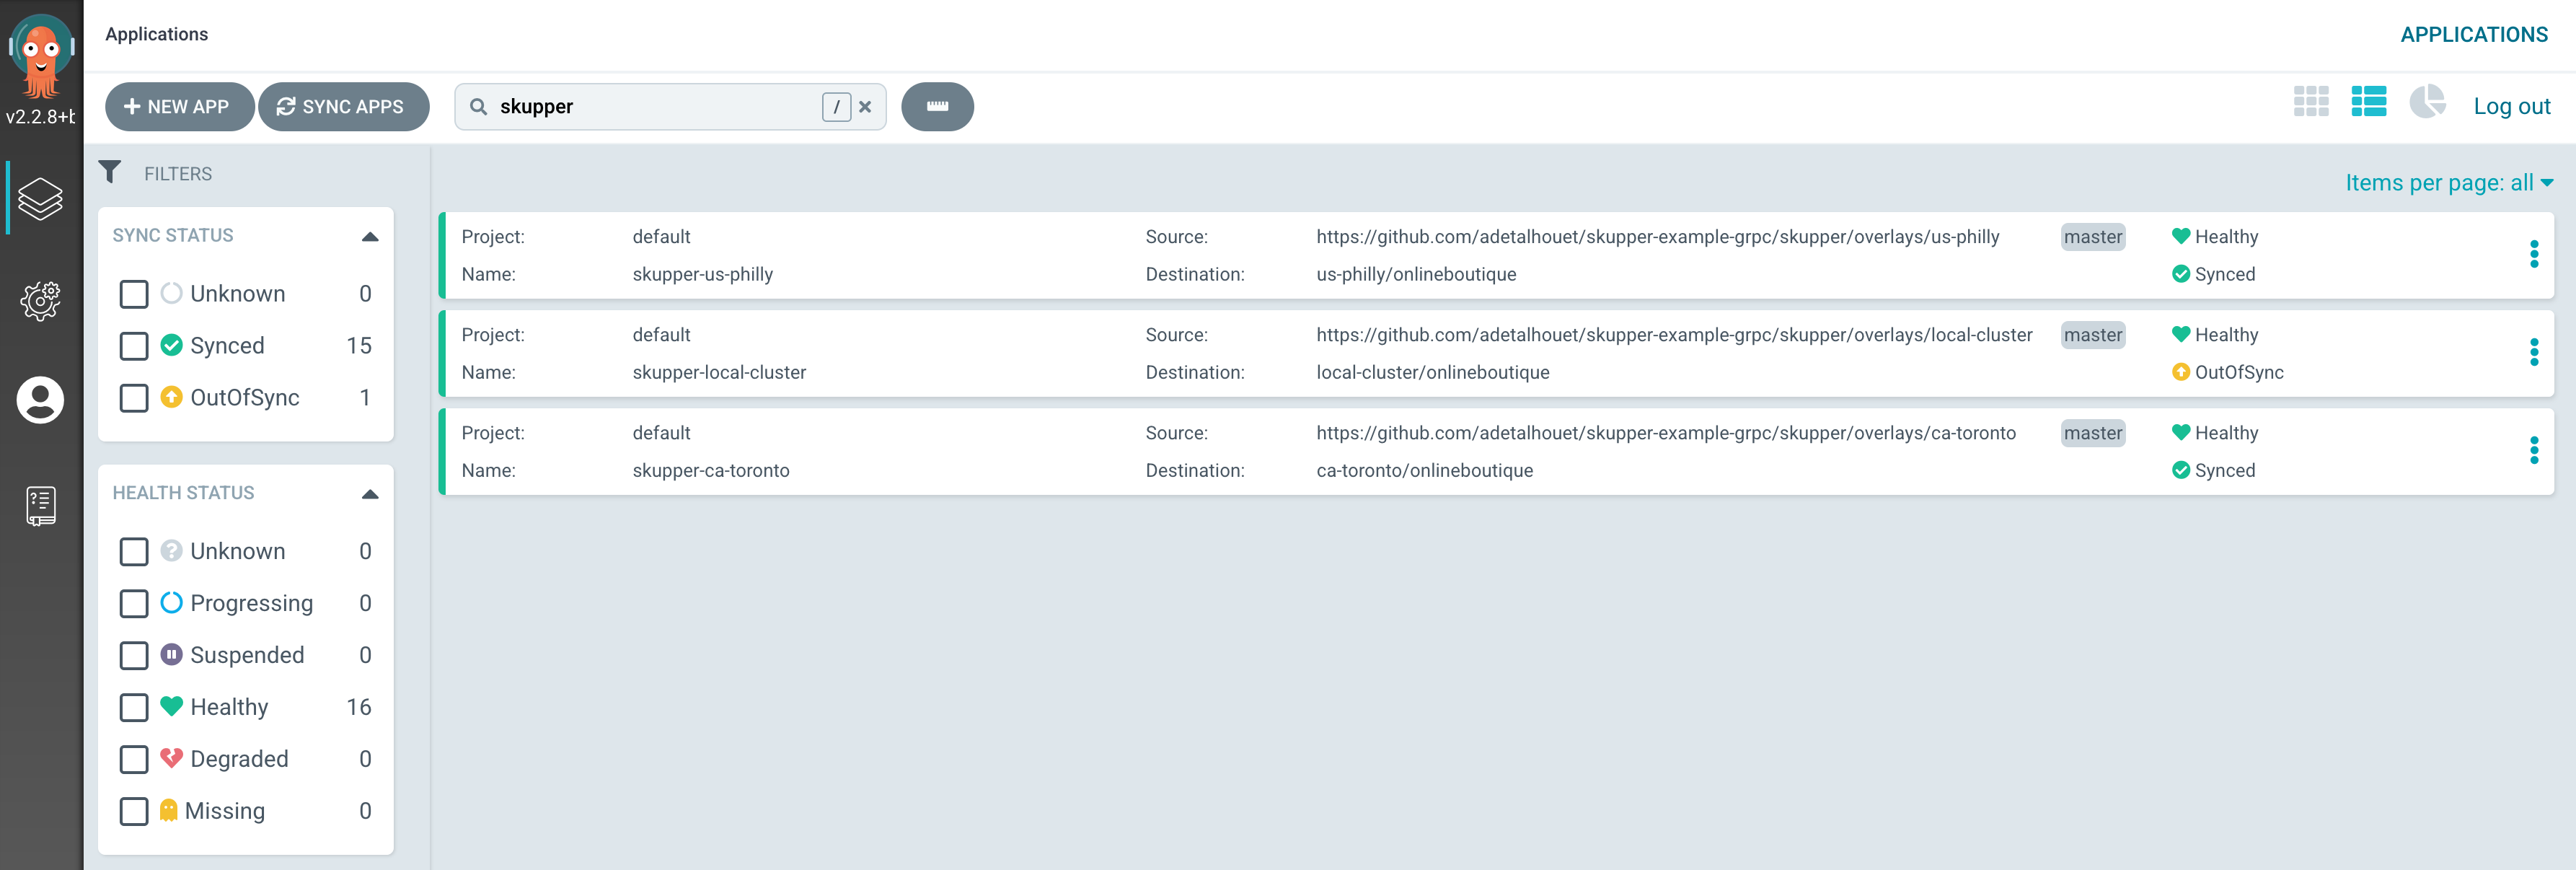 Applications
APPLICATIONS
v2.2.8+
NEW APP
SYNC APPS
skupper
/
Log out
FILTERS
Items per page: all
SYNC STATUS
Unknown 0
Synced 15
OutOfSync 1
HEALTH STATUS
Unknown 0
Progressing 0
Suspended 0
Healthy 16
Degraded 0
Missing 0
Project: default Source: https://github.com/adetalhouet/skupper-example-grpc/skupper/overlays/us-philly master Healthy
Name: skupper-us-philly Destination: us-philly/onlineboutique Synced
Project: default Source: https://github.com/adetalhouet/skupper-example-grpc/skupper/overlays/local-cluster master Healthy
Name: skupper-local-cluster Destination: local-cluster/onlineboutique OutOfSync
Project: default Source: https://github.com/adetalhouet/skupper-example-grpc/skupper/overlays/ca-toronto master Healthy
Name: skupper-ca-toronto Destination: ca-toronto/onlineboutique Synced